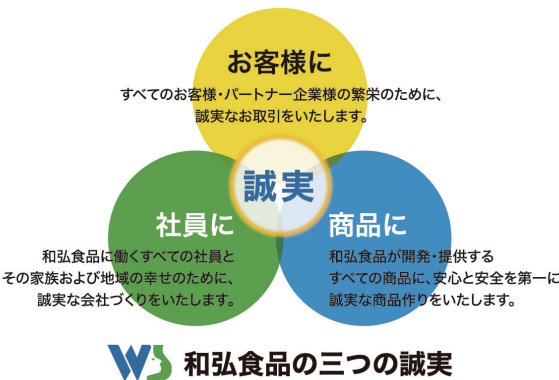 お客様に
すべてのお客様・パートナー企業様の繁栄のために、
誠実なお取引をいたします。
誠実
社員に
和弘食品に働くすべての社員と
その家族および地域の幸せのために、
誠実な会社づくりをいたします。
商品に
和弘食品が開発・提供する
すべての商品に、安心と安全を第一に
誠実な商品作りをいたします。
和弘食品の三つの誠実